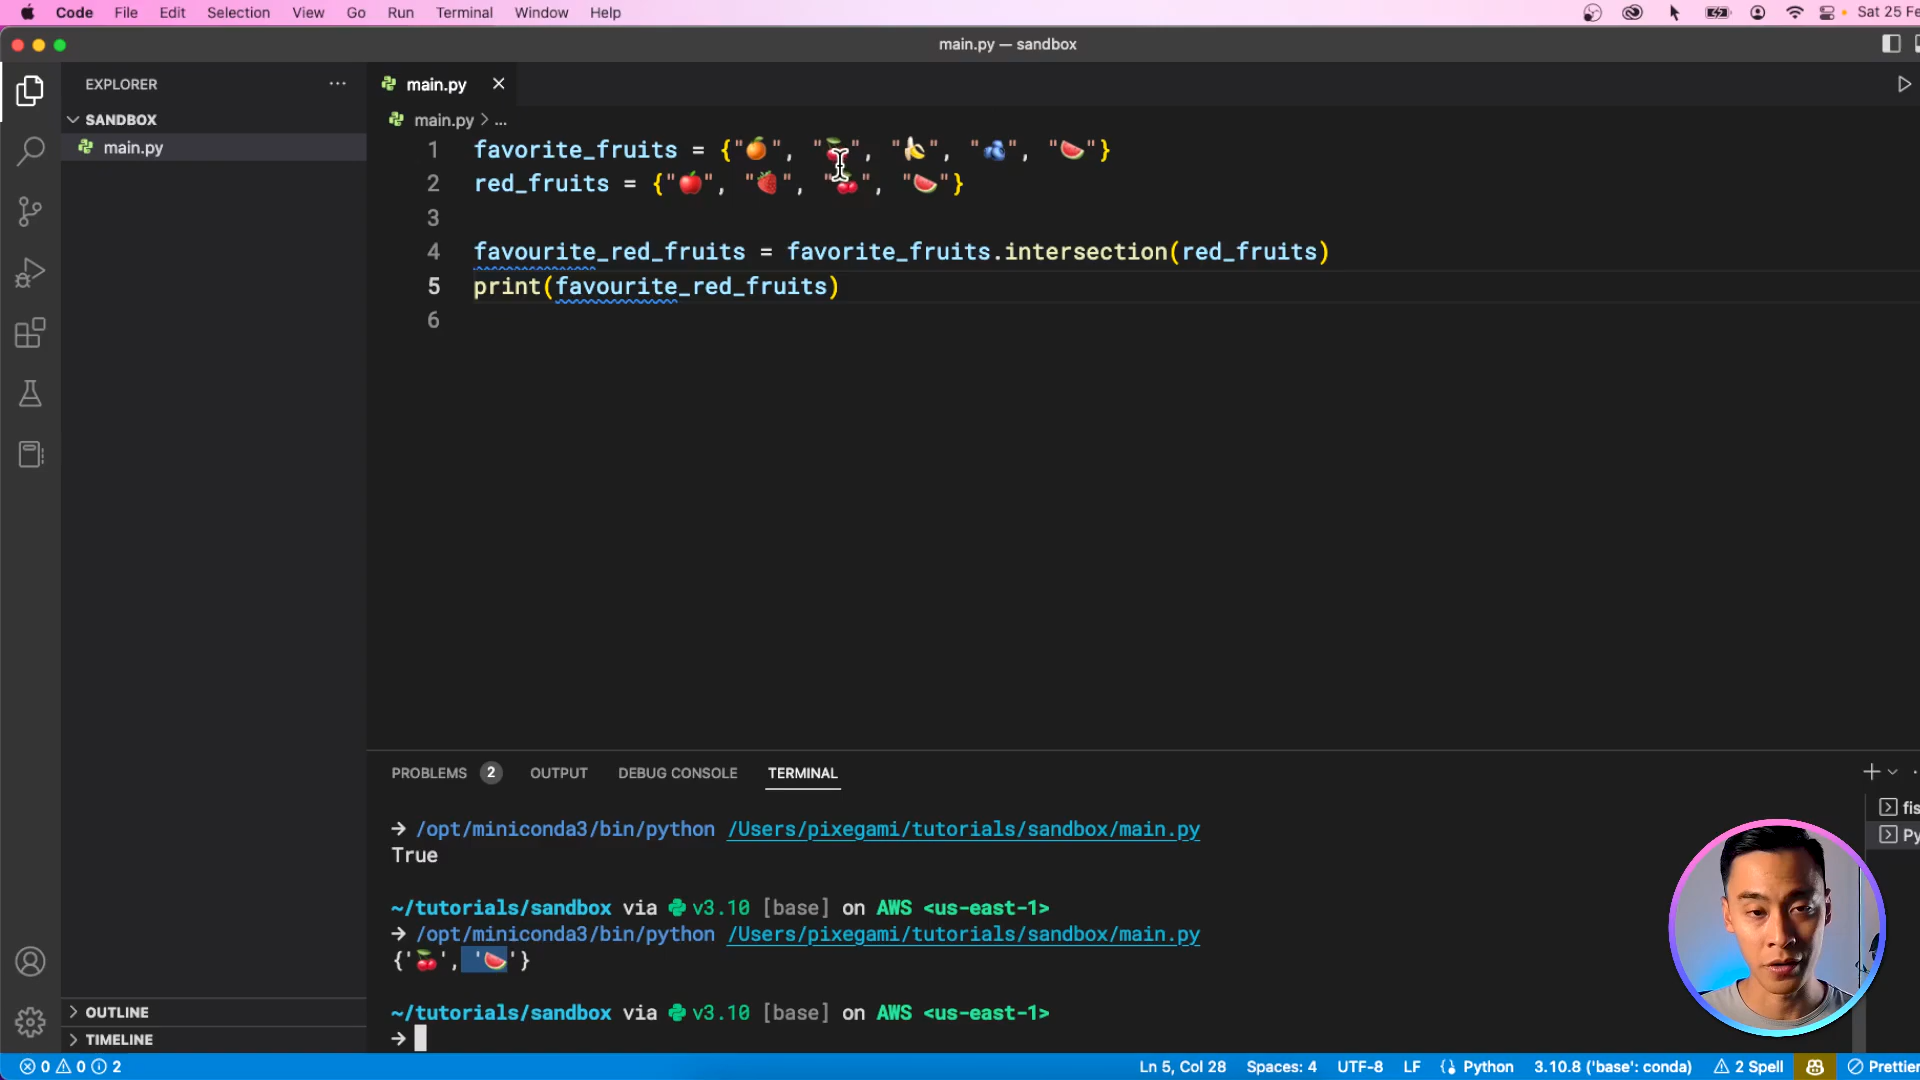 Code File Edit Selection View Go Run Terminal Window Help Sat 25 Fe
main.py — sandbox
EXPLORER ···
main.py
SANDBOX
main.py
main.py > ...
1 favorite_fruits = {"🍊", "🍒", "🍌", "🫐", "🍉"}
2 red_fruits = {"🍎", "🍓", "🍒", "🍉"}
3
4 favourite_red_fruits = favorite_fruits.intersection(red_fruits)
5 print(favourite_red_fruits)
6
PROBLEMS 2 OUTPUT DEBUG CONSOLE TERMINAL
→ /opt/miniconda3/bin/python /Users/pixegami/tutorials/sandbox/main.py
True
~/tutorials/sandbox via v3.10 [base] on AWS <us-east-1>
→ /opt/miniconda3/bin/python /Users/pixegami/tutorials/sandbox/main.py
{'🍒', '🍉'}
~/tutorials/sandbox via v3.10 [base] on AWS <us-east-1>
→
fis
Py
OUTLINE
TIMELINE
0 0 2 Ln 5, Col 28 Spaces: 4 UTF-8 LF Python 3.10.8 ('base': conda) 2 Spell Prettier